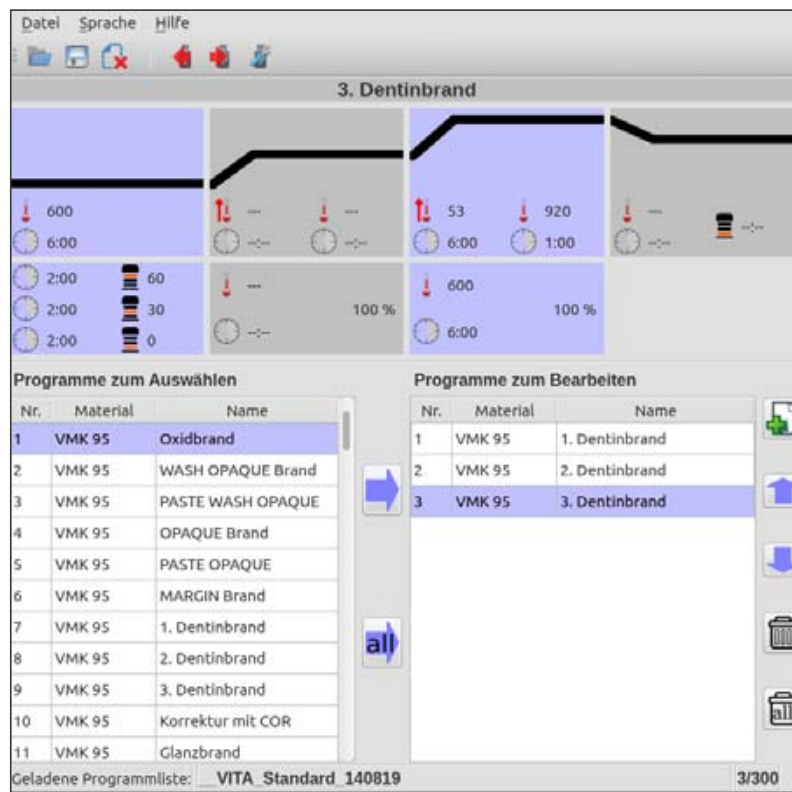 Datei Sprache Hilfe
3. Dentinbrand
600
6:00
--- ---
--:-- --:--
53 920
6:00 1:00
---
--:-- --:--
2:00 60
2:00 30
2:00 0
---
100 %
--:--
600
100 %
6:00
Programme zum Auswählen
Nr. Material Name
1 VMK 95 Oxidbrand
2 VMK 95 WASH OPAQUE Brand
3 VMK 95 PASTE WASH OPAQUE
4 VMK 95 OPAQUE Brand
5 VMK 95 PASTE OPAQUE
6 VMK 95 MARGIN Brand
7 VMK 95 1. Dentinbrand
8 VMK 95 2. Dentinbrand
9 VMK 95 3. Dentinbrand
10 VMK 95 Korrektur mit COR
11 VMK 95 Glanzbrand
all
Programme zum Bearbeiten
Nr. Material Name
1 VMK 95 1. Dentinbrand
2 VMK 95 2. Dentinbrand
3 VMK 95 3. Dentinbrand
all
Geladene Programmliste: __VITA_Standard_140819 3/300